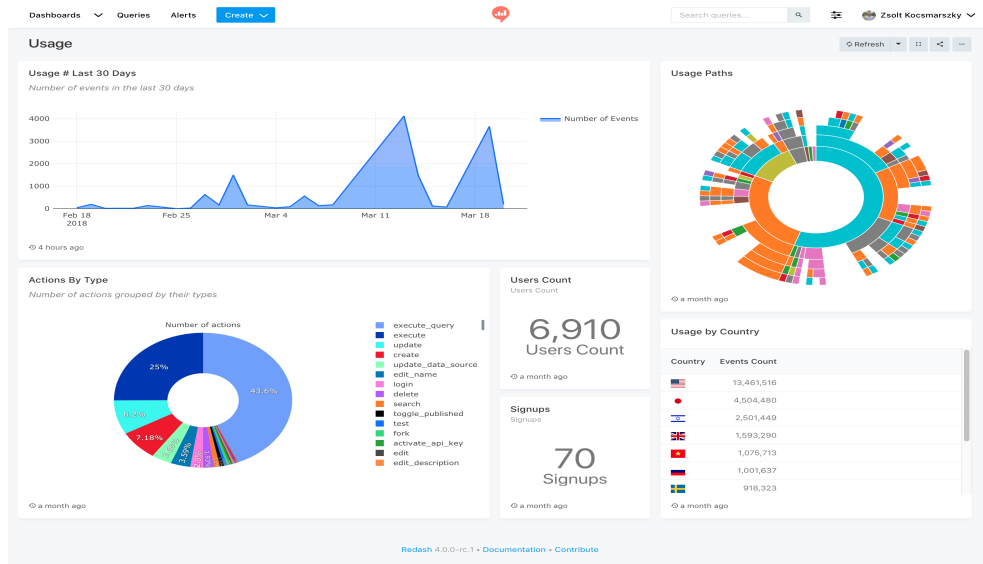 Dashboards Queries Alerts Create Search queries... Zsolt Kocsmarszky
Usage
Refresh
Usage # Last 30 Days
Number of events in the last 30 days
4000
3000
2000
1000
0
Feb 18
2018
Feb 25
Mar 4
Mar 11
Mar 18
Number of Events
4 hours ago
Usage Paths
a month ago
Actions By Type
Number of actions grouped by their types
Number of actions
25%
43.6%
7.18%
3.59%
execute_query
execute
update
create
update_data_source
edit_name
login
delete
search
toggle_published
test
fork
activate_api_key
edit
edit_description
a month ago
Users Count
Users Count
6,910
Users Count
a month ago
Signups
Signups
70
Signups
a month ago
Usage by Country
Country Events Count
13,461,516
4,504,480
2,501,449
1,593,290
1,075,713
1,001,637
918,323
a month ago
Redash 4.0.0-rc.1 • Documentation • Contribute